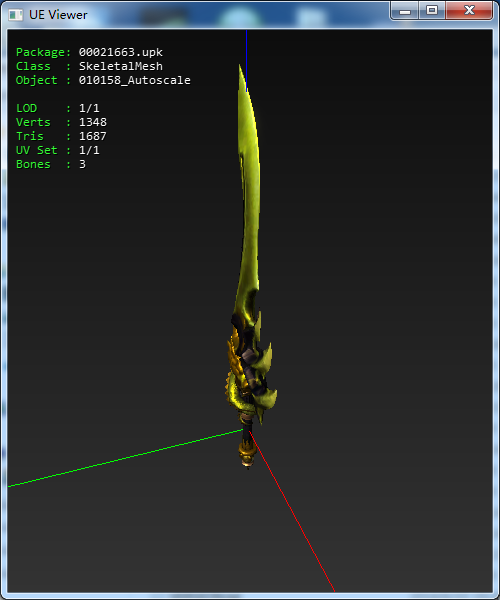 UE Viewer
Package: 00021663.upk
Class : SkeletalMesh
Object : 010158_Autoscale
LOD : 1/1
Verts : 1348
Tris : 1687
UV Set : 1/1
Bones : 3